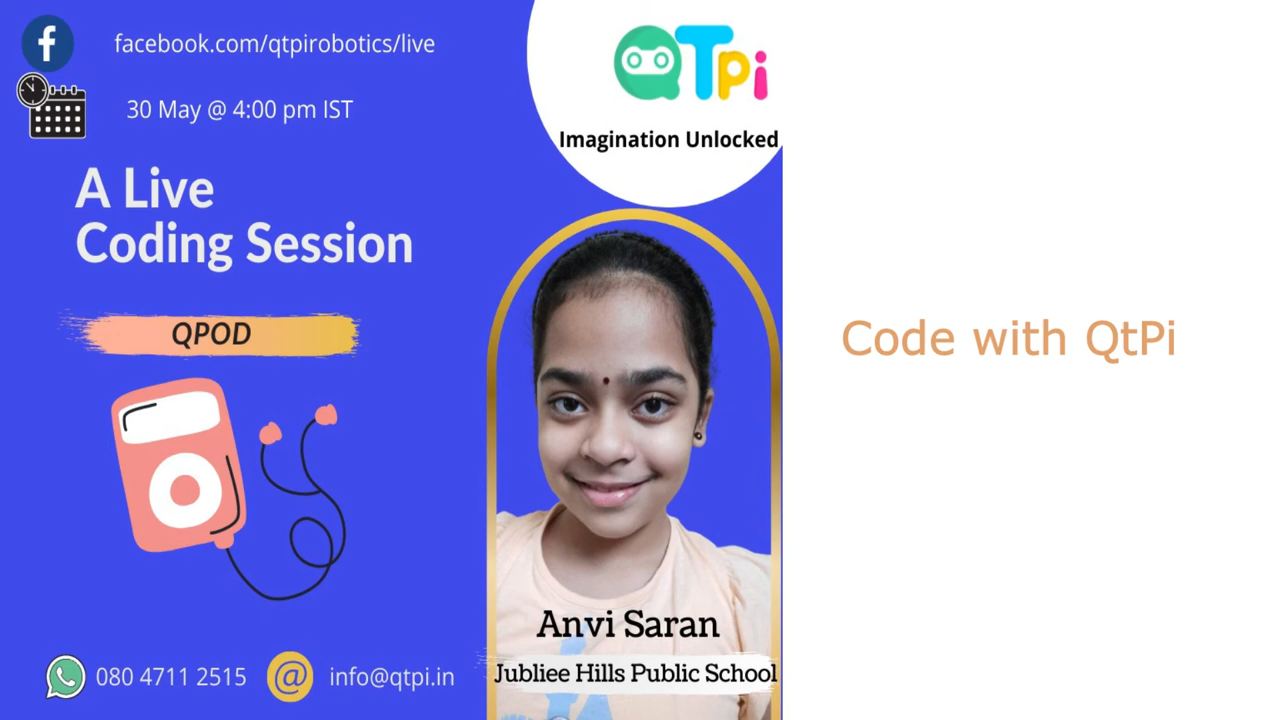 facebook.com/qtpirobotics/live
30 May @ 4:00 pm IST
QTPi
Imagination Unlocked
A Live
Coding Session
QPOD
Code with QtPi
Anvi Saran
Jubliee Hills Public School
080 4711 2515
@ info@qtpi.in